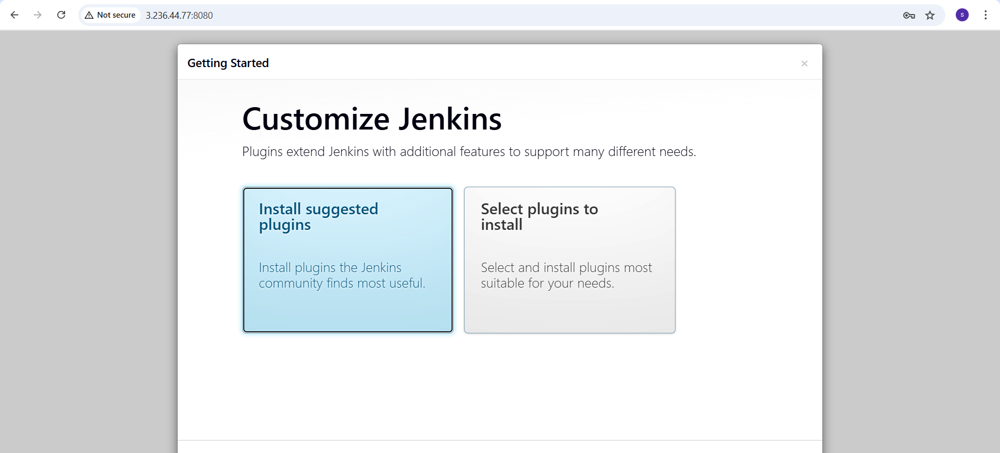 Not secure 3.236.44.77:8080
S
Getting Started
×
Customize Jenkins
Plugins extend Jenkins with additional features to support many different needs.
Install suggested
plugins
Install plugins the Jenkins
community finds most useful.
Select plugins to
install
Select and install plugins most
suitable for your needs.